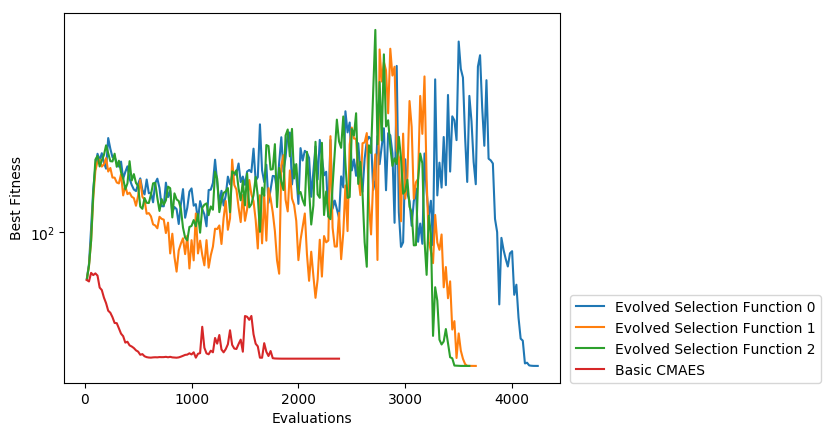 Best Fitness
10²
0
1000
2000
3000
4000
Evaluations
Evolved Selection Function 0
Evolved Selection Function 1
Evolved Selection Function 2
Basic CMAES